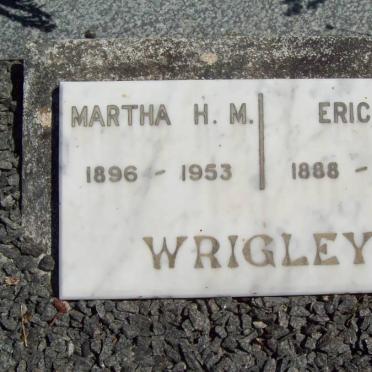 MARTHA H. M. ERIC
1896 - 1953 1888 -
WRIGLEY